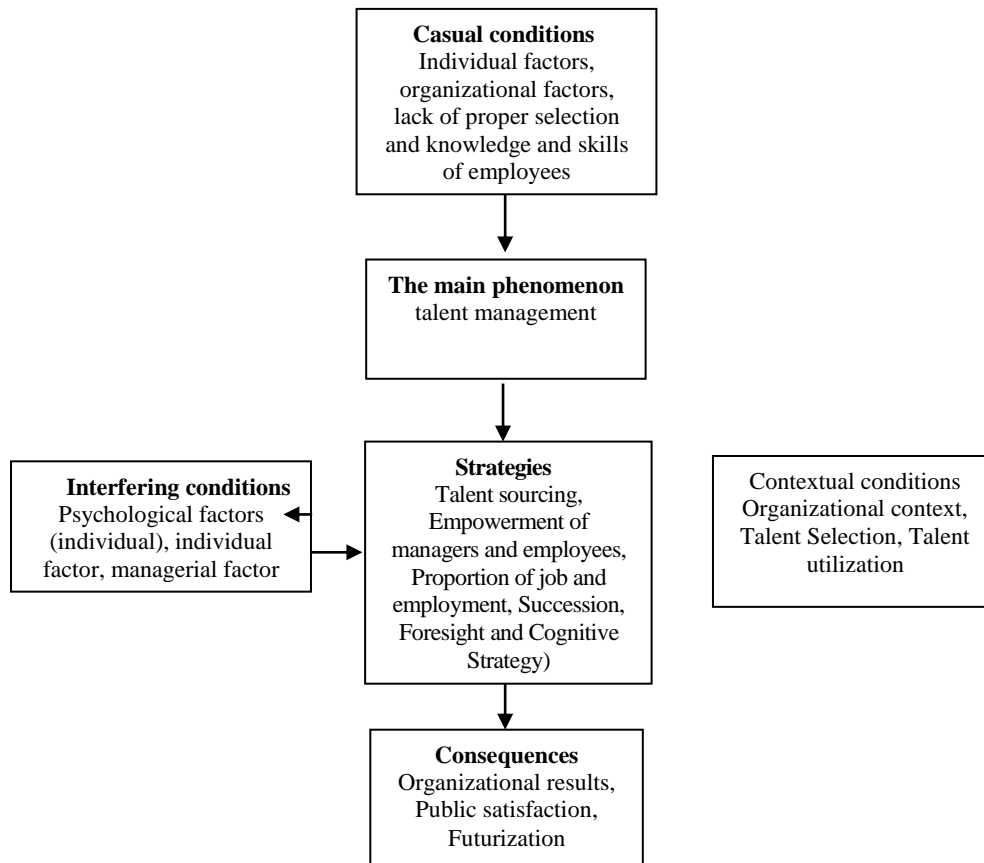 Casual conditions
Individual factors,
organizational factors,
lack of proper selection
and knowledge and skills
of employees
The main phenomenon
talent management
Interfering conditions
Psychological factors
(individual), individual
factor, managerial factor
Strategies
Talent sourcing,
Empowerment of
managers and employees,
Proportion of job and
employment, Succession,
Foresight and Cognitive
Strategy)
Contextual conditions
Organizational context,
Talent Selection, Talent
utilization
Consequences
Organizational results,
Public satisfaction,
Futurization